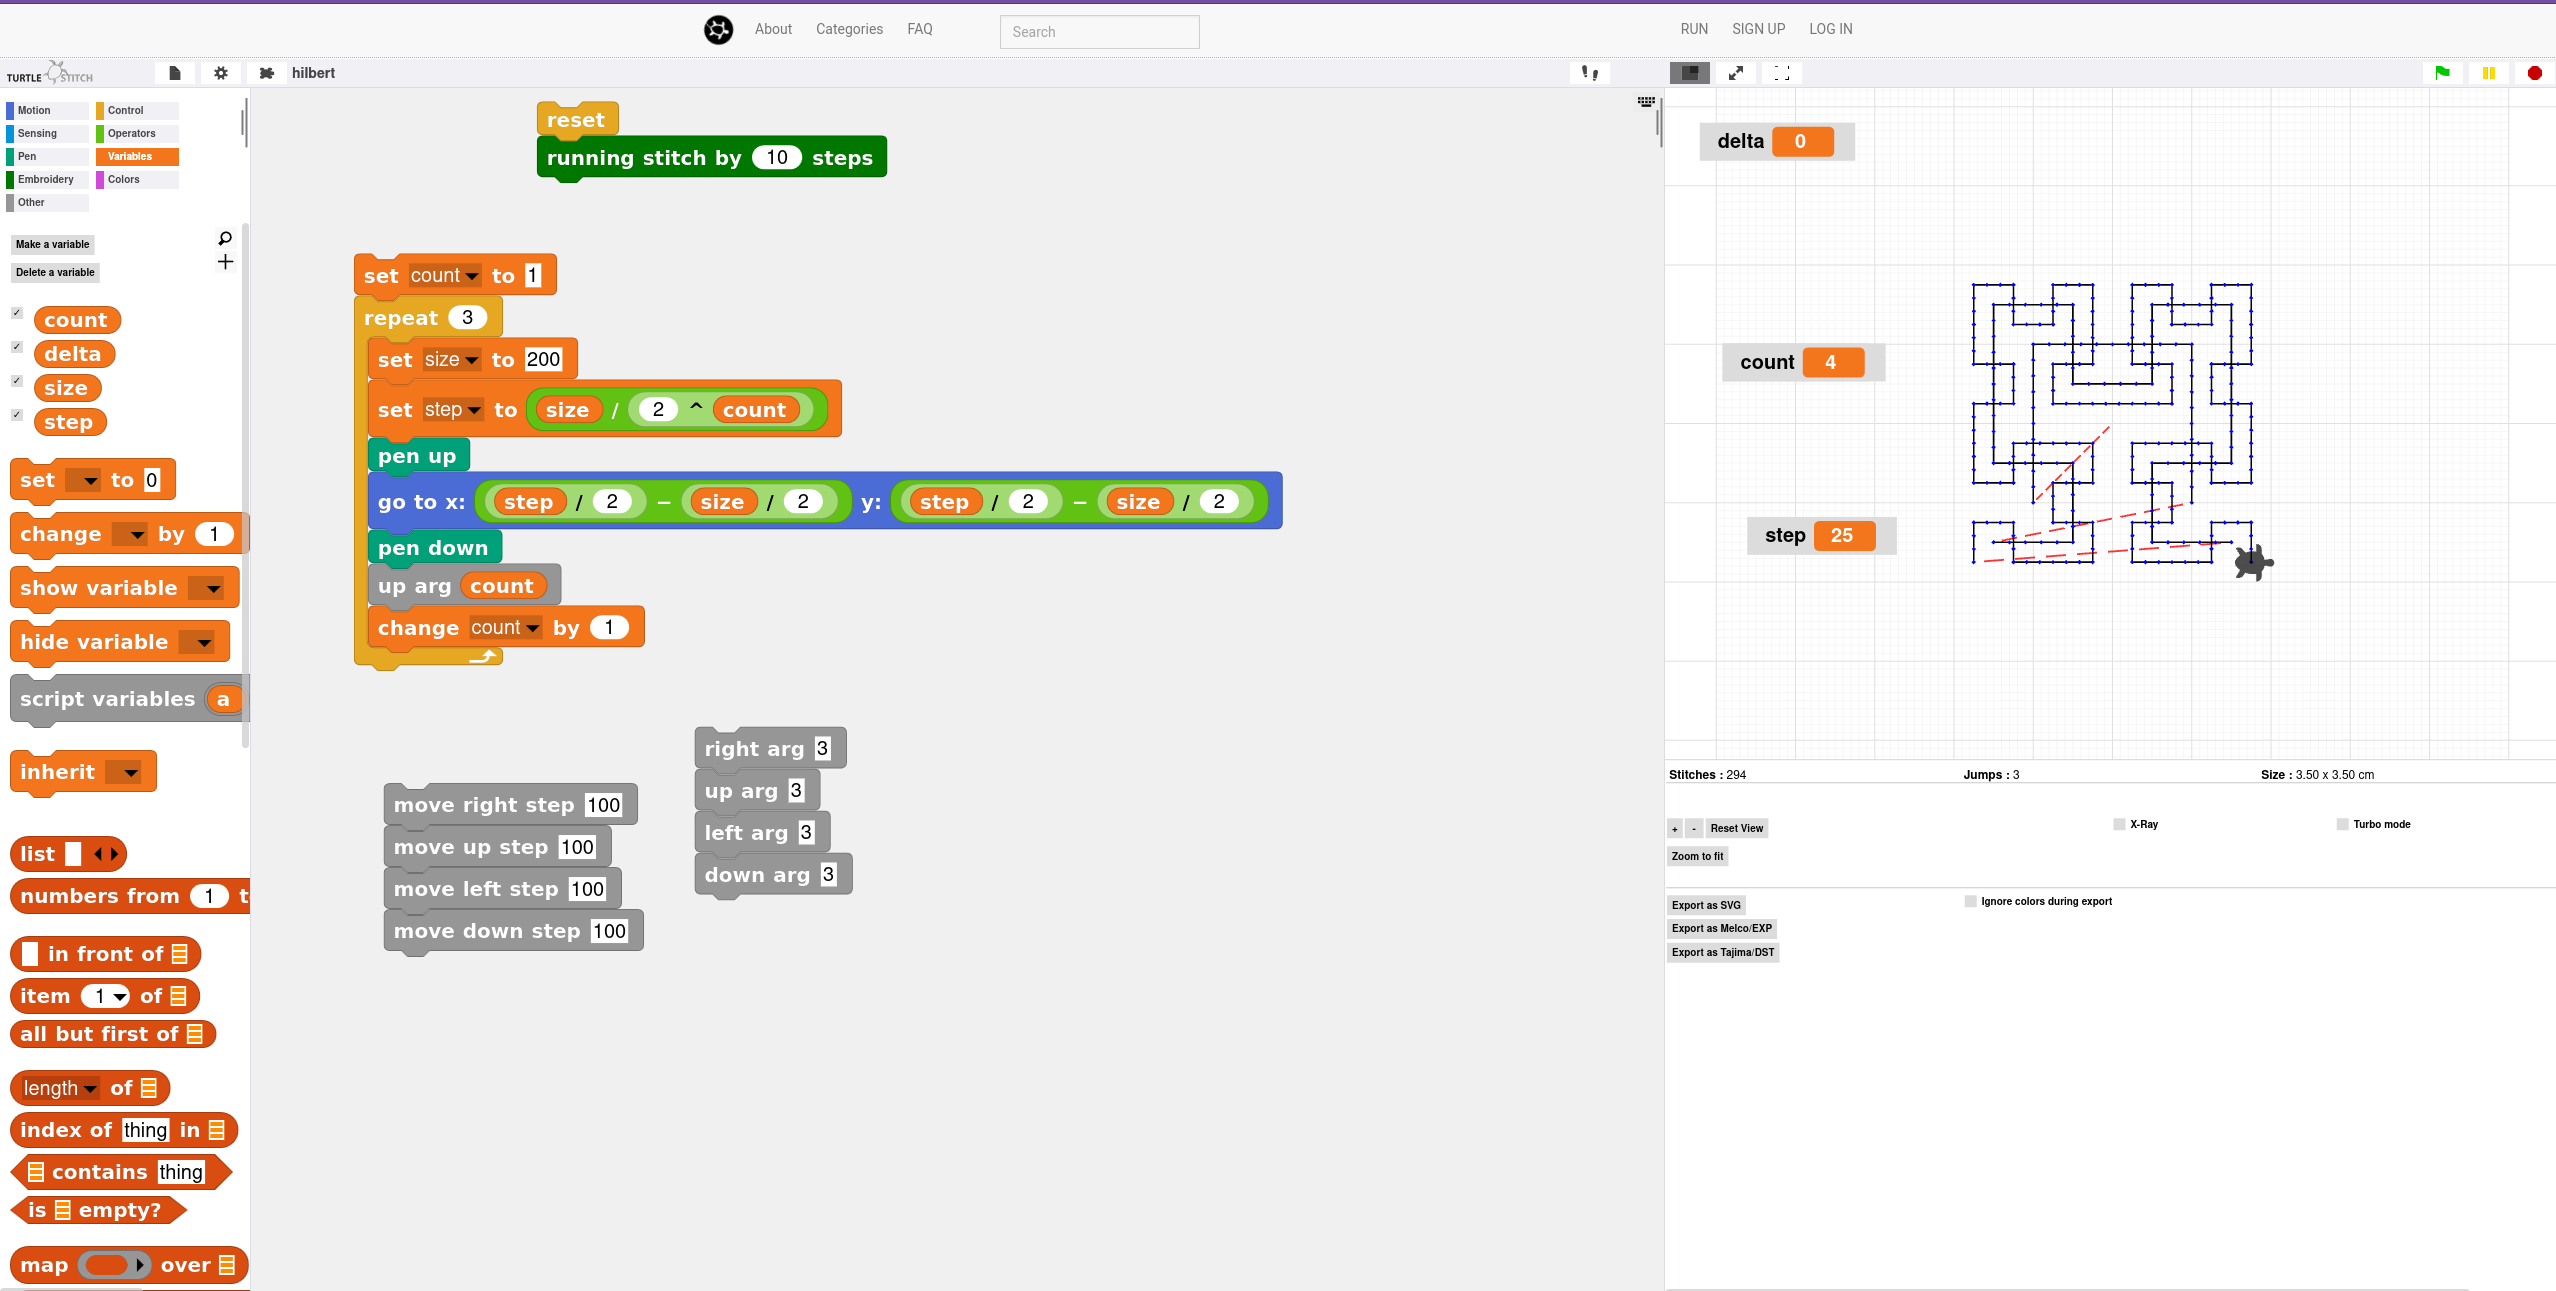 About Categories FAQ Search RUN SIGN UP LOG IN
TURTLE STITCH hilbert
Motion Control
Sensing Operators
Pen Variables
Embroidery Colors
Other
Make a variable
Delete a variable
count
delta
size
step
set to 0
change by 1
show variable
hide variable
script variables a
inherit
list
numbers from 1 t
in front of
item 1 of
all but first of
length of
index of thing in
contains thing
is empty?
map over
reset
running stitch by 10 steps
set count to 1
repeat 3
set size to 200
set step to size / 2 ^ count
pen up
go to x: step / 2 − size / 2 y: step / 2 − size / 2
pen down
up arg count
change count by 1
move right step 100
move up step 100
move left step 100
move down step 100
right arg 3
up arg 3
left arg 3
down arg 3
delta 0
count 4
step 25
Stitches : 294 Jumps : 3 Size : 3.50 x 3.50 cm
+ - Reset View X-Ray Turbo mode
Zoom to fit
Export as SVG Ignore colors during export
Export as Melco/EXP
Export as Tajima/DST